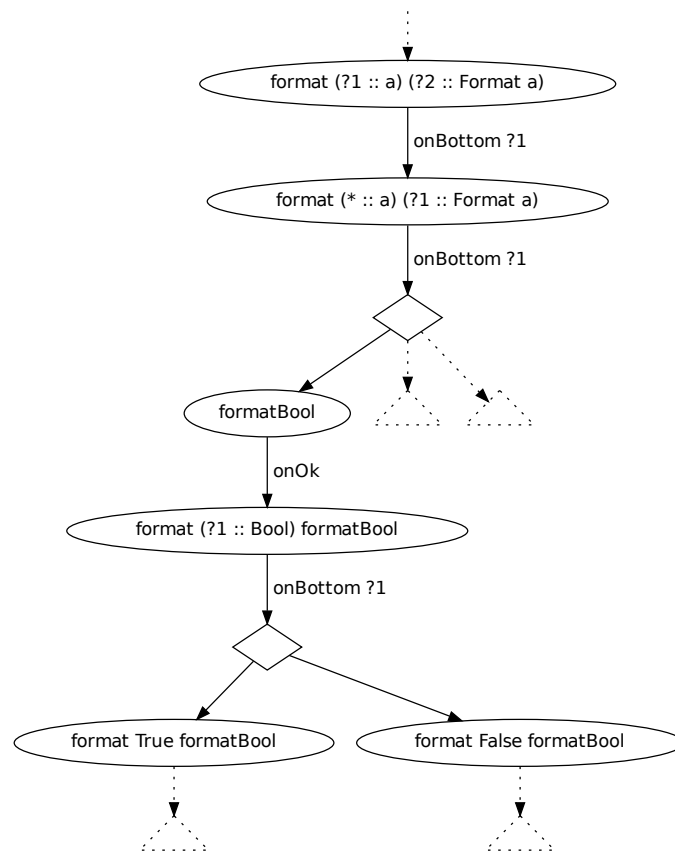 format (?1 :: a) (?2 :: Format a)
onBottom ?1
format (* :: a) (?1 :: Format a)
onBottom ?1
formatBool
onOk
format (?1 :: Bool) formatBool
onBottom ?1
format True formatBool
format False formatBool